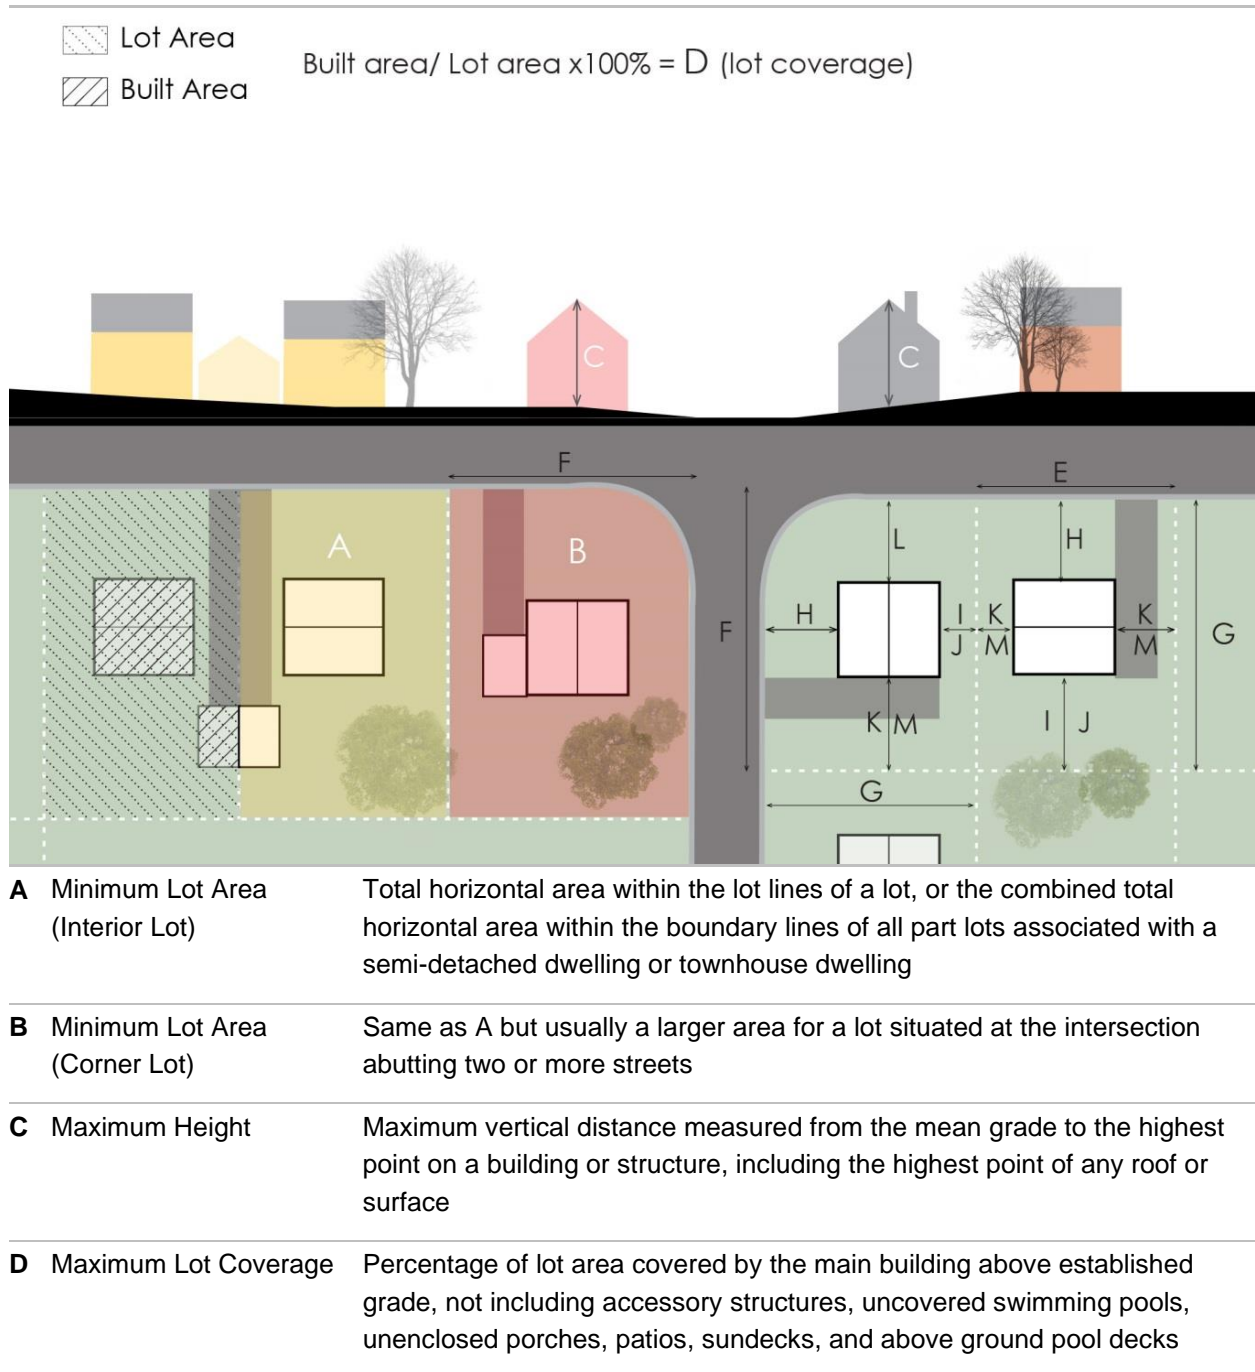 Lot Area
Built Area
Built area/ Lot area x100% = D (lot coverage)
C
C
F
E
A
B
F
L
H
H
I
J
K
M
K
M
G
K M
I J
G
A Minimum Lot Area (Interior Lot)
Total horizontal area within the lot lines of a lot, or the combined total
horizontal area within the boundary lines of all part lots associated with a
semi-detached dwelling or townhouse dwelling
B Minimum Lot Area (Corner Lot)
Same as A but usually a larger area for a lot situated at the intersection
abutting two or more streets
C Maximum Height
Maximum vertical distance measured from the mean grade to the highest
point on a building or structure, including the highest point of any roof or
surface
D Maximum Lot Coverage
Percentage of lot area covered by the main building above established
grade, not including accessory structures, uncovered swimming pools,
unenclosed porches, patios, sundecks, and above ground pool decks